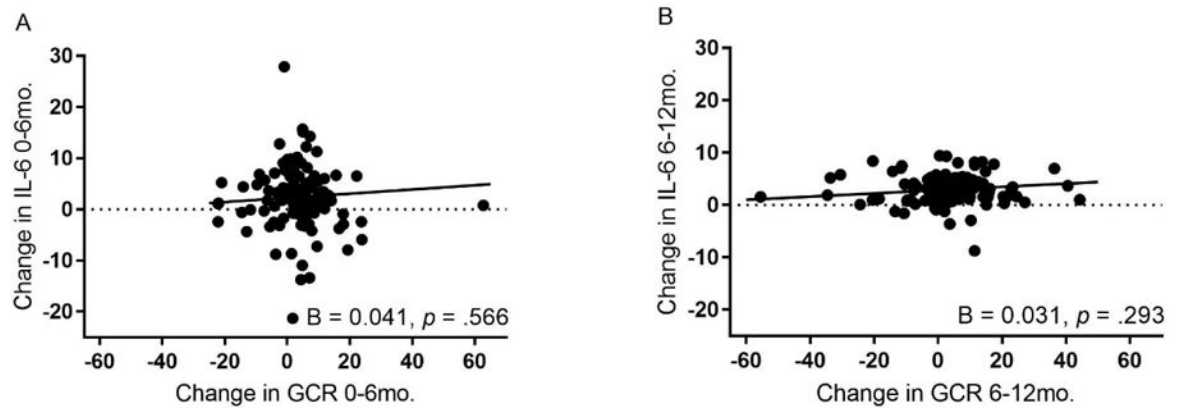 A
Change in IL-6 0-6mo.
30
20
10
0
-10
-20
B = 0.041, p = .566
-60 -40 -20 0 20 40 60
Change in GCR 0-6mo.
B
Change in IL-6 6-12mo.
30
20
10
0
-10
-20
B = 0.031, p = .293
-60 -40 -20 0 20 40 60
Change in GCR 6-12mo.